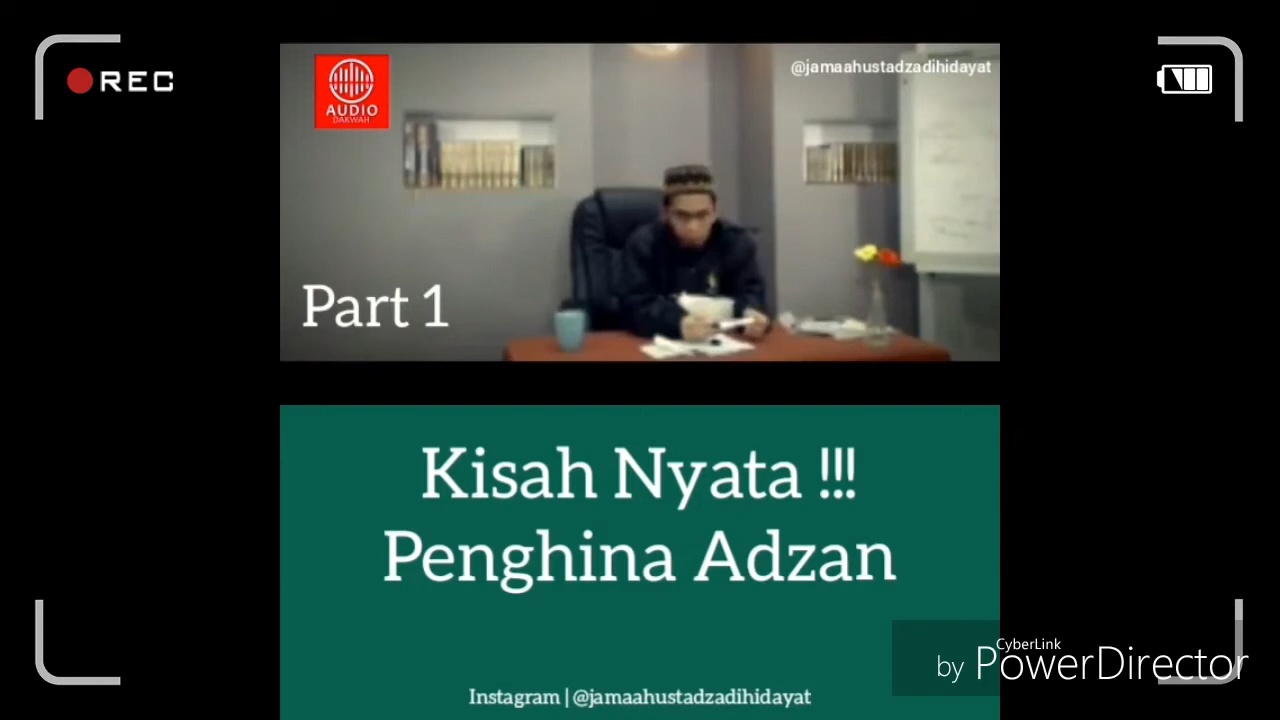 REC
@jamaahustadzadihidayat
AUDIO
DAKWAH
Part 1
Kisah Nyata !!!
Penghina Adzan
CyberLink
by PowerDirector
Instagram | @jamaahustadzadihidayat